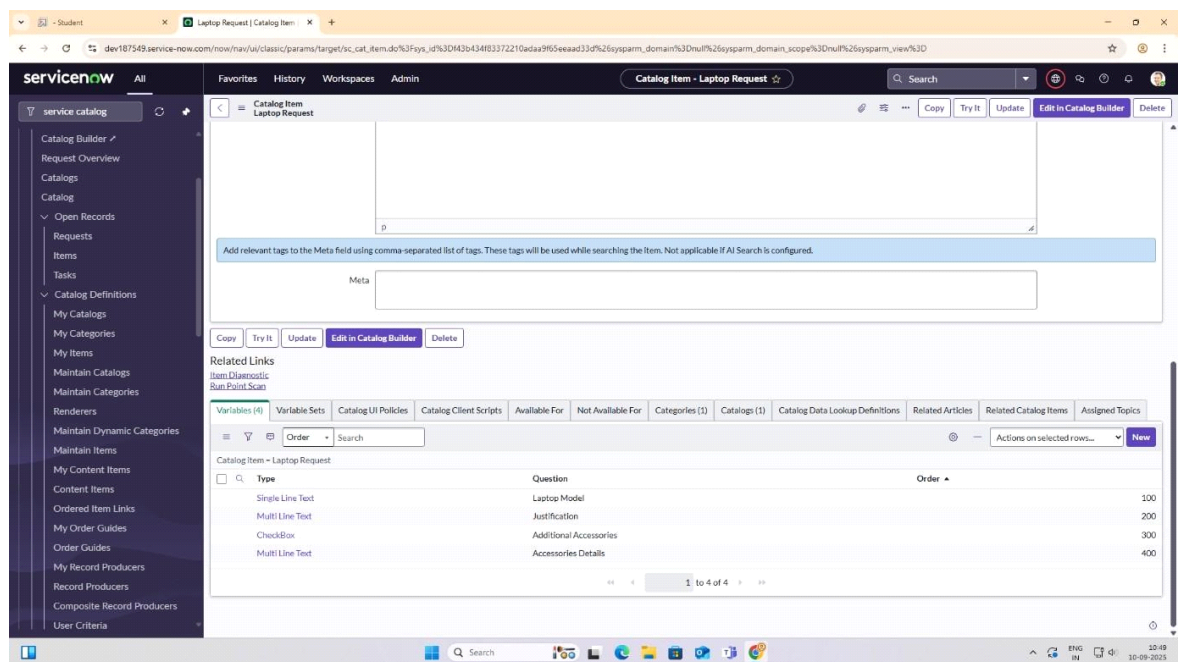 - Student
Laptop Request | Catalog Item |
dev187549.service-now.com/now/nav/ui/classic/params/target/sc_cat_item.do%3Fsys_id%3Df43b434f83372210adaa9f65eeaad33d%26sysparm_domain%3Dnull%26sysparm_domain_scope%3Dnull%26sysparm_view%3D
servicenow All Favorites History Workspaces Admin Catalog Item - Laptop Request Search
service catalog
Catalog Item
Laptop Request
Copy Try It Update Edit in Catalog Builder Delete
Catalog Builder
Request Overview
Catalogs
Catalog
Open Records
Requests
Items
Tasks
Catalog Definitions
My Catalogs
My Categories
My Items
Maintain Catalogs
Maintain Categories
Renderers
Maintain Dynamic Categories
Maintain Items
My Content Items
Content Items
Ordered Item Links
My Order Guides
Order Guides
My Record Producers
Record Producers
Composite Record Producers
User Criteria
p
Add relevant tags to the Meta field using comma-separated list of tags. These tags will be used while searching the item. Not applicable if AI Search is configured.
Meta
Copy Try It Update Edit in Catalog Builder Delete
Related Links
Item Diagnostic
Run Point Scan
Variables (4) Variable Sets Catalog UI Policies Catalog Client Scripts Available For Not Available For Categories (1) Catalogs (1) Catalog Data Lookup Definitions Related Articles Related Catalog Items Assigned Topics
Order Search Actions on selected rows... New
Catalog Item = Laptop Request
Type Question Order
Single Line Text Laptop Model 100
Multi Line Text Justification 200
CheckBox Additional Accessories 300
Multi Line Text Accessories Details 400
1 to 4 of 4
Search
ENG
IN
10:49
10-09-2025